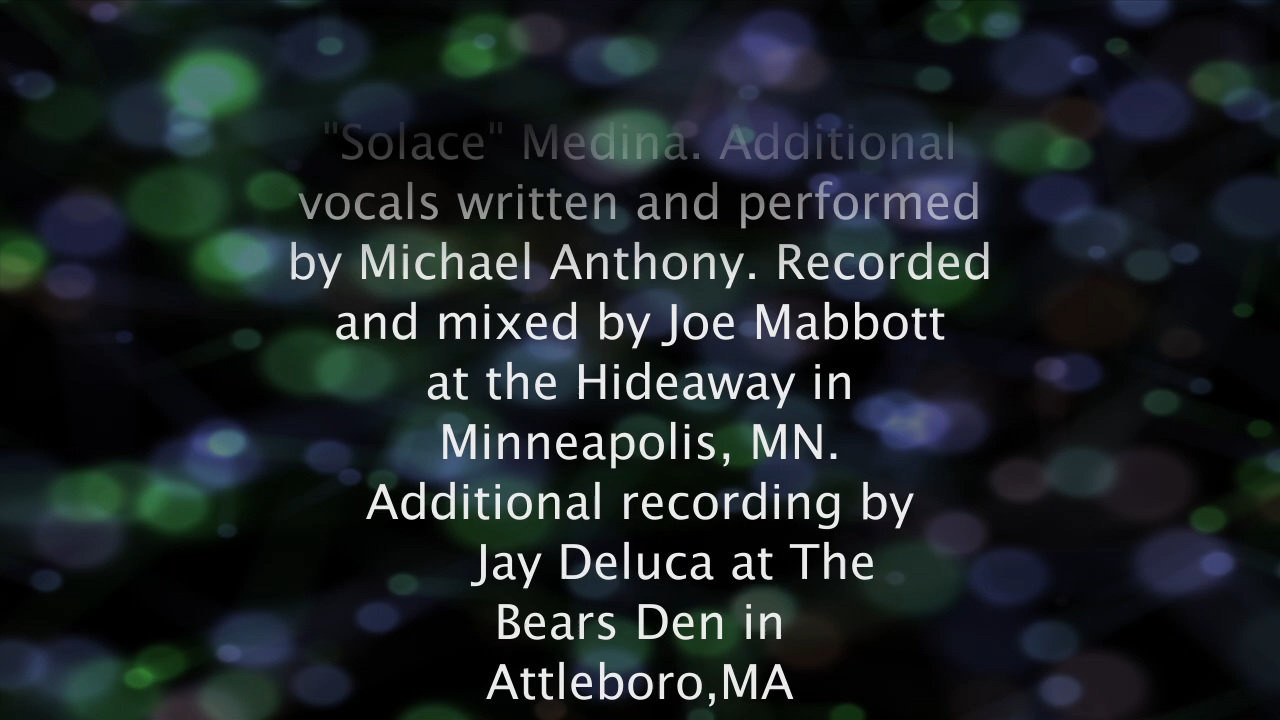 "Solace" Medina. Additional
vocals written and performed
by Michael Anthony. Recorded
and mixed by Joe Mabbott
at the Hideaway in
Minneapolis, MN.
Additional recording by
Jay Deluca at The
Bears Den in
Attleboro,MA